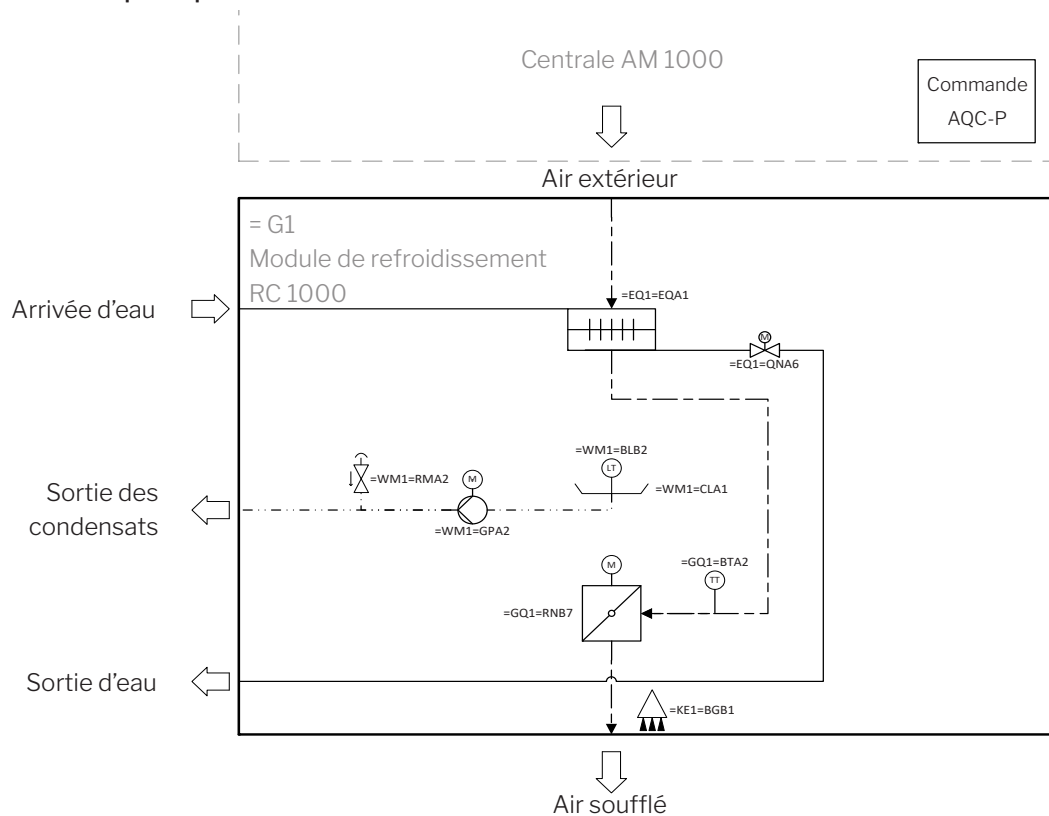 Centrale AM 1000
Commande
AQC-P
Air extérieur
= G1
Module de refroidissement
RC 1000
Arrivée d'eau
=EQ1=EQA1
M
=EQ1=QNA6
=WM1=BLB2
LT
=WM1=RMA2
M
=WM1=CLA1
Sortie des
condensats
=WM1=GPA2
M
=GQ1=BTA2
TT
=GQ1=RNB7
Sortie d'eau
=KE1=BGB1
Air soufflé